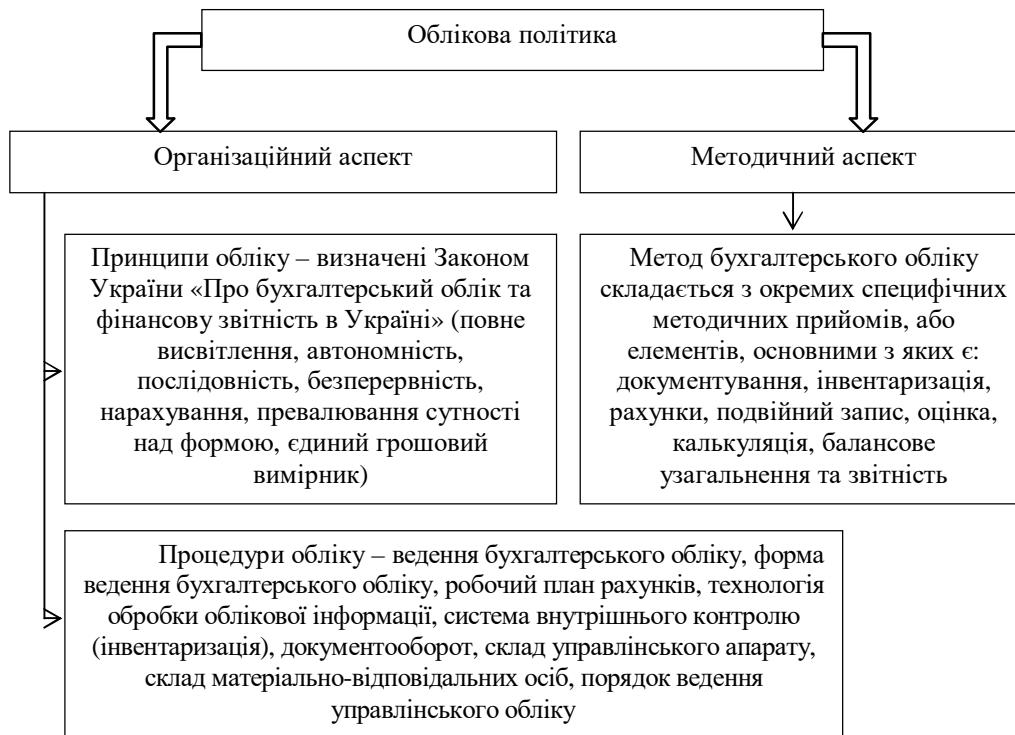 Облікова політика
Організаційний аспект
Методичний аспект
Принципи обліку – визначені Законом
України «Про бухгалтерський облік та
фінансову звітність в Україні» (повне
висвітлення, автономність,
послідовність, безперервність,
нарахування, превалювання сутності
над формою, єдиний грошовий
вимірник)
Метод бухгалтерського обліку
складається з окремих специфічних
методичних прийомів, або
елементів, основними з яких є:
документування, інвентаризація,
рахунки, подвійний запис, оцінка,
калькуляція, балансове
узагальнення та звітність
Процедури обліку – ведення бухгалтерського обліку, форма
ведення бухгалтерського обліку, робочий план рахунків, технологія
обробки облікової інформації, система внутрішнього контролю
(інвентаризація), документооборот, склад управлінського апарату,
склад матеріально-відповідальних осіб, порядок ведення
управлінського обліку